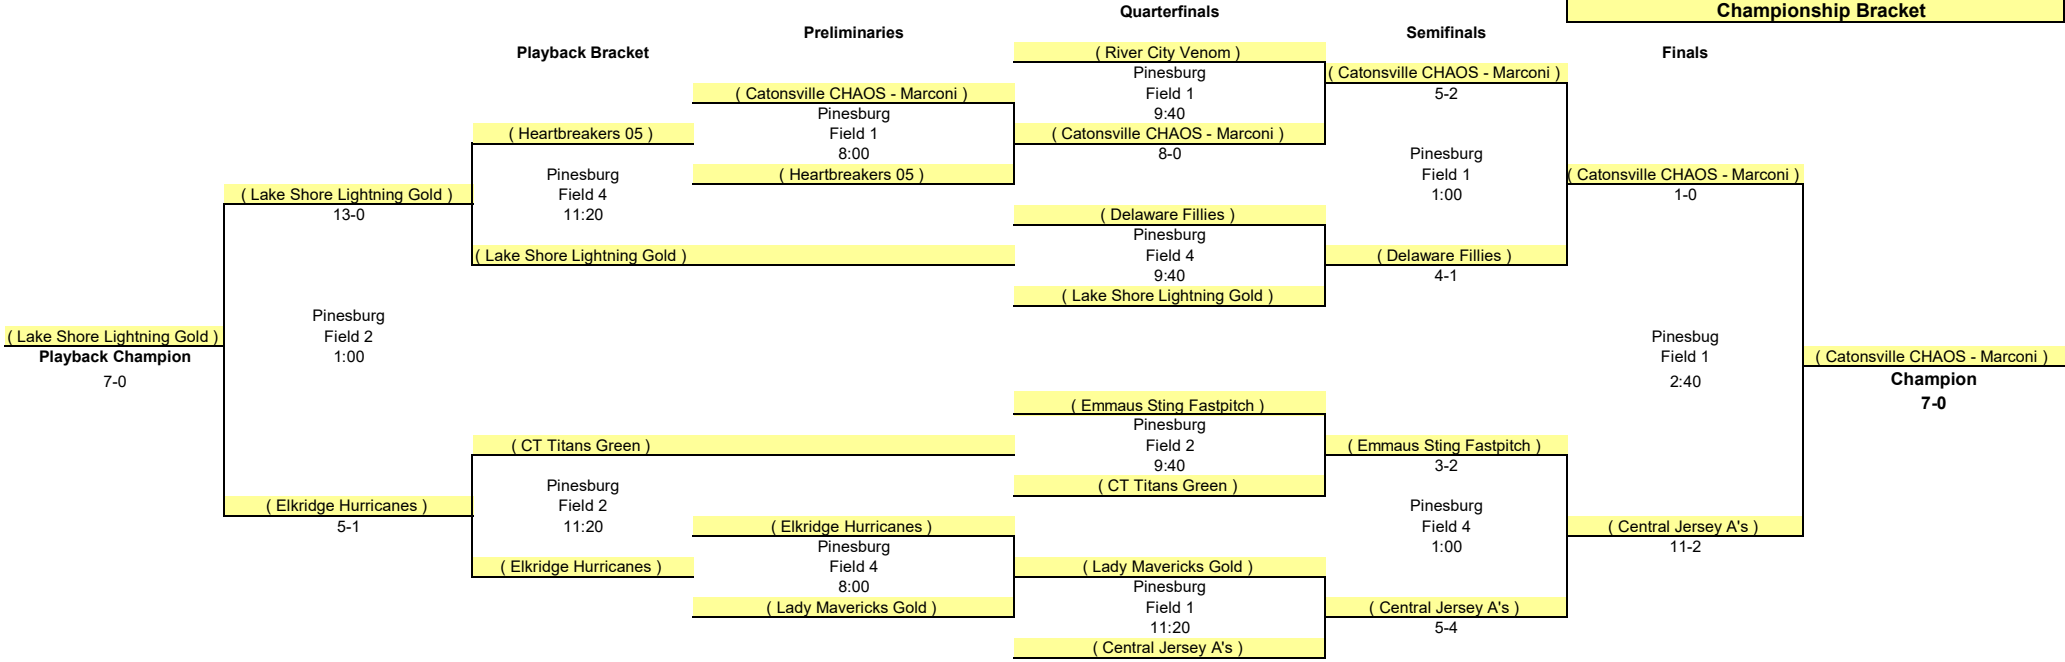 Championship Bracket
Quarterfinals
Preliminaries
Semifinals
Playback Bracket
Finals
( River City Venom )
Pinesburg
Field 1
9:40
( Catonsville CHAOS - Marconi )
5-2
( Catonsville CHAOS - Marconi )
Pinesburg
Field 1
8:00
( Heartbreakers 05 )
( Catonsville CHAOS - Marconi )
8-0
( Heartbreakers 05 )
Pinesburg
Field 4
11:20
Pinesburg
Field 1
1:00
( Catonsville CHAOS - Marconi )
1-0
( Lake Shore Lightning Gold )
13-0
( Delaware Fillies )
Pinesburg
Field 4
9:40
( Lake Shore Lightning Gold )
( Delaware Fillies )
4-1
( Lake Shore Lightning Gold )
Pinesburg
Field 2
1:00
( Lake Shore Lightning Gold )
Playback Champion
7-0
Pinesbug
Field 1
2:40
( Catonsville CHAOS - Marconi )
Champion
7-0
( Emmaus Sting Fastpitch )
Pinesburg
Field 2
9:40
( CT Titans Green )
( CT Titans Green )
( Emmaus Sting Fastpitch )
3-2
Pinesburg
Field 2
11:20
( Elkridge Hurricanes )
5-1
Pinesburg
Field 4
1:00
( Elkridge Hurricanes )
Pinesburg
Field 4
8:00
( Lady Mavericks Gold )
( Central Jersey A's )
11-2
( Elkridge Hurricanes )
( Lady Mavericks Gold )
Pinesburg
Field 1
11:20
( Central Jersey A's )
( Central Jersey A's )
5-4